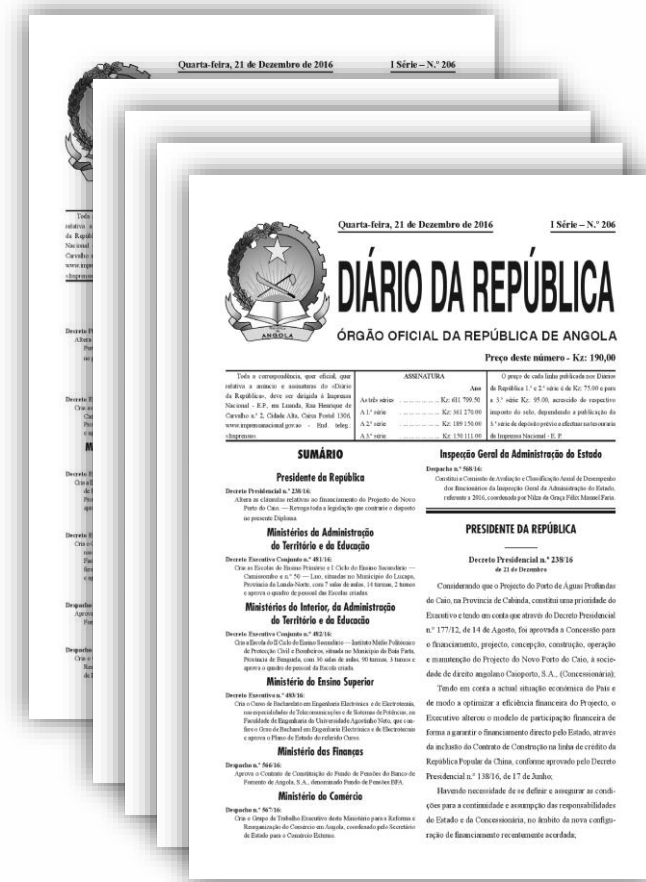 Quarta-feira, 21 de Dezembro de 2016 I Série – N.º 206
Quarta-feira, 21 de Dezembro de 2016 I Série – N.º 206
DIÁRIO DA REPÚBLICA
ÓRGÃO OFICIAL DA REPÚBLICA DE ANGOLA
ANGOLA
Preço deste número - Kz: 190,00
Toda a correspondência, quer oficial, quer
relativa a anúncio e assinaturas do «Diário
da República», deve ser dirigida à Imprensa
Nacional - E.P., em Luanda, Rua Henrique de
Carvalho n.º 2, Cidade Alta, Caixa Postal 1306,
www.imprensanacional.gov.ao - End. teleg.:
«Imprensa».
ASSINATURA
Ano
As três séries Kz: 611 799.50
A 1.ª série Kz: 361 270.00
A 2.ª série Kz: 189 150.00
A 3.ª série Kz: 150 111.00
O preço de cada linha publicada nos Diários
da República 1.ª e 2.ª série é de Kz: 75.00 e para
a 3.ª série Kz: 95.00, acrescido do respectivo
imposto do selo, dependendo a publicação da
3.ª série de depósito prévio a efectuar na tesouraria
da Imprensa Nacional - E. P.
SUMÁRIO
Presidente da República
Decreto Presidencial n.º 238/16:
Altera as cláusulas relativas ao financiamento do Projecto do Novo
Porto do Caio. — Revoga toda a legislação que contrarie o disposto
no presente Diploma.
Ministérios da Administração
do Território e da Educação
Decreto Executivo Conjunto n.º 481/16:
Cria as Escolas do Ensino Primário e I Ciclo do Ensino Secundário —
Camissombo e n.º 50 — Luo, situadas no Município do Lucapa,
Província da Lunda-Norte, com 7 salas de aulas, 14 turmas, 2 turnos
e aprova o quadro de pessoal das Escolas criadas.
Ministérios do Interior, da Administração
do Território e da Educação
Decreto Executivo Conjunto n.º 482/16:
Cria a Escola do II Ciclo do Ensino Secundário — Instituto Médio Politécnico
de Protecção Civil e Bombeiros, situada no Município da Baía Farta,
Província de Benguela, com 30 salas de aulas, 90 turmas, 3 turnos e
aprova o quadro de pessoal da Escola criada.
Ministério do Ensino Superior
Decreto Executivo n.º 483/16:
Cria o Curso de Bacharelato em Engenharia Electrónica e de Electrotecnia,
nas especialidades de Telecomunicações e de Sistemas de Potências, na
Faculdade de Engenharia da Universidade Agostinho Neto, que con-
fere o Grau de Bacharel em Engenharia Electrónica e de Electrotecnia
e aprova o Plano de Estudo do referido Curso.
Ministério das Finanças
Despacho n.º 566/16:
Aprova o Contrato de Constituição do Fundo de Pensões do Banco de
Fomento de Angola, S.A., denominado Fundo de Pensões BFA.
Ministério do Comércio
Despacho n.º 567/16:
Cria o Grupo de Trabalho Executivo deste Ministério para a Reforma e
Reorganização do Comércio em Angola, coordenado pelo Secretário
de Estado para o Comércio Externo.
Inspecção Geral da Administração do Estado
Despacho n.º 568/16:
Constitui a Comissão de Avaliação e Classificação Anual de Desempenho
dos funcionários da Inspecção Geral da Administração do Estado,
referente a 2016, coordenada por Nilza da Graça Félix Manuel Faria.
PRESIDENTE DA REPÚBLICA
Decreto Presidencial n.º 238/16
de 21 de Dezembro
Considerando que o Projecto do Porto de Águas Profundas
do Caio, na Província de Cabinda, constitui uma prioridade do
Executivo e tendo em conta que através do Decreto Presidencial
n.º 177/12, de 14 de Agosto, foi aprovada a Concessão para
o financiamento, projecto, concepção, construção, operação
e manutenção do Projecto do Novo Porto do Caio, à socie-
dade de direito angolano Caioporto, S.A., (Concessionária);
Tendo em conta a actual situação económica do País e
de modo a optimizar a eficiência financeira do Projecto, o
Executivo alterou o modelo de participação financeira de
forma a garantir o financiamento directo pelo Estado, através
da inclusão do Contrato de Construção na linha de crédito da
República Popular da China, conforme aprovado pelo Decreto
Presidencial n.º 138/16, de 17 de Junho;
Havendo necessidade de se definir e assegurar as condi-
ções para a continuidade e assumpção das responsabilidades
do Estado e da Concessionária, no âmbito da nova configu-
ração de financiamento recentemente acordada;